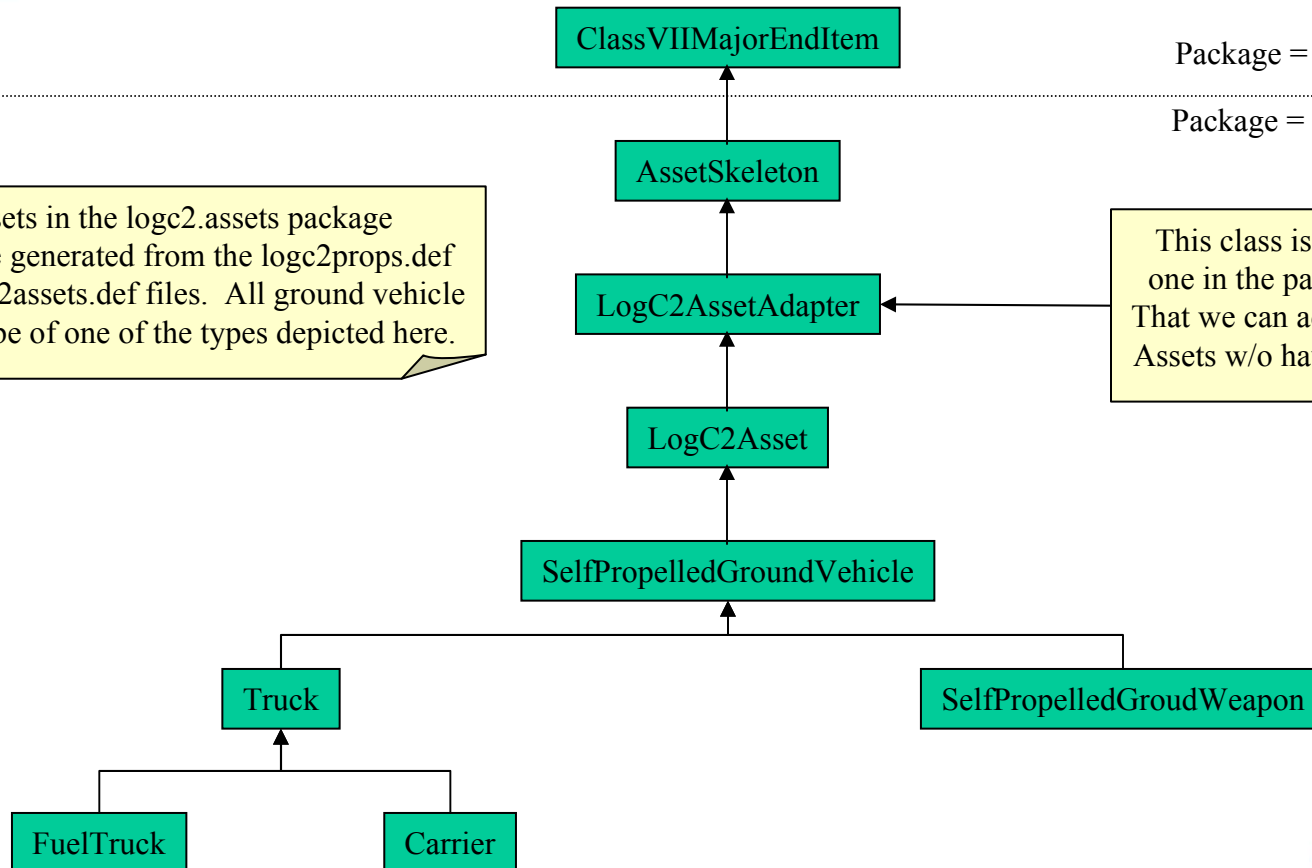 ClassVIIMajorEndItem
Package =
Package =
AssetSkeleton
sets in the logc2.assets package
e generated from the logc2props.def
2assets.def files.  All ground vehicle
pe of one of the types depicted here.
This class is
one in the pa
That we can a
Assets w/o ha
LogC2AssetAdapter
LogC2Asset
SelfPropelledGroundVehicle
Truck
SelfPropelledGroudWeapon
FuelTruck
Carrier